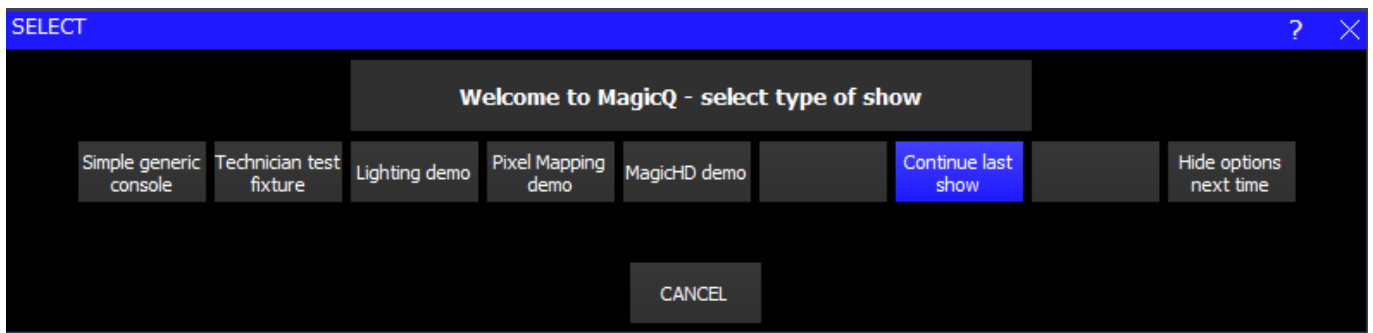 SELECT ?
Welcome to MagicQ - select type of show
Simple generic
console
Technician test
fixture
Lighting demo
Pixel Mapping
demo
MagicHD demo
Continue last
show
Hide options
next time
CANCEL